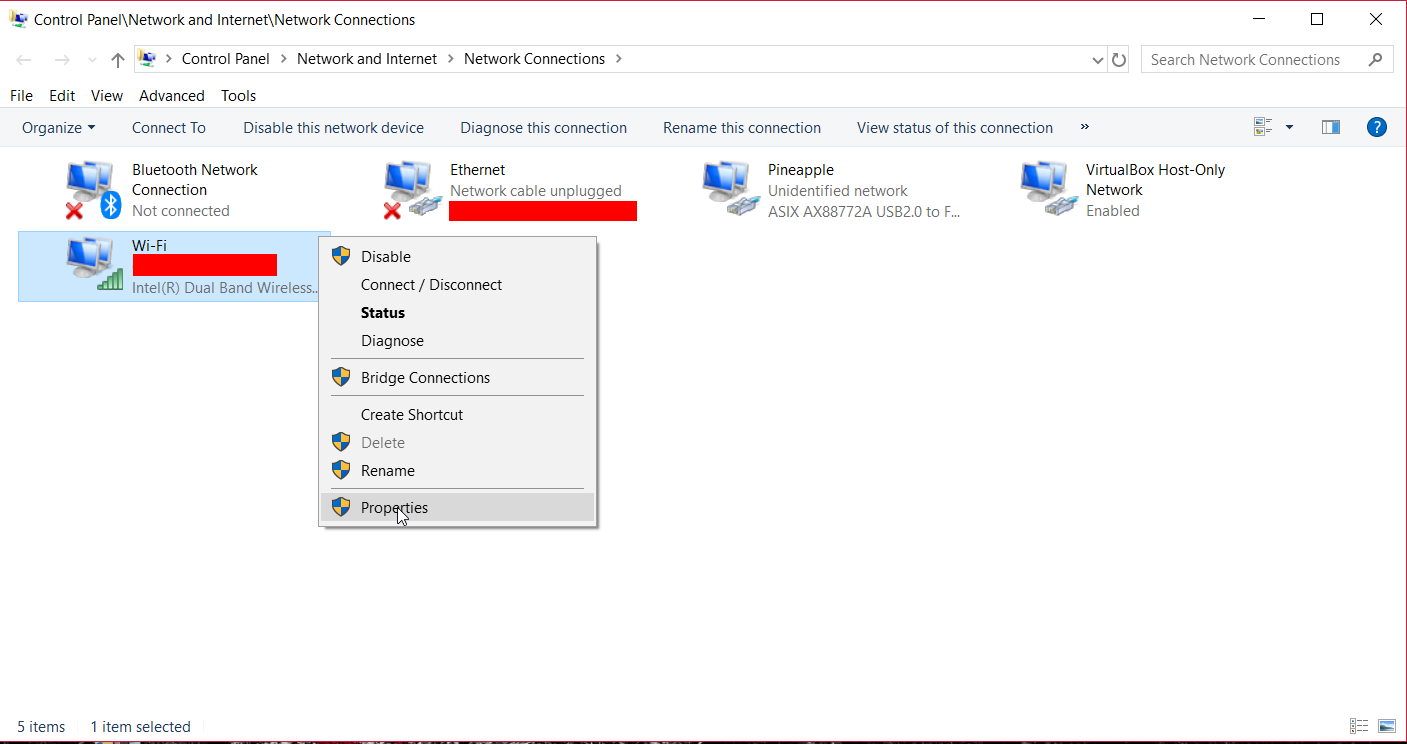 Control Panel\Network and Internet\Network Connections
Control Panel > Network and Internet > Network Connections >
Search Network Connections
File Edit View Advanced Tools
Organize Connect To Disable this network device Diagnose this connection Rename this connection View status of this connection »
?
Bluetooth Network
Connection
Not connected
Ethernet
Network cable unplugged
Pineapple
Unidentified network
ASIX AX88772A USB2.0 to F...
VirtualBox Host-Only
Network
Enabled
Wi-Fi
Intel(R) Dual Band Wireless...
Disable
Connect / Disconnect
Status
Diagnose
Bridge Connections
Create Shortcut
Delete
Rename
Properties
5 items 1 item selected